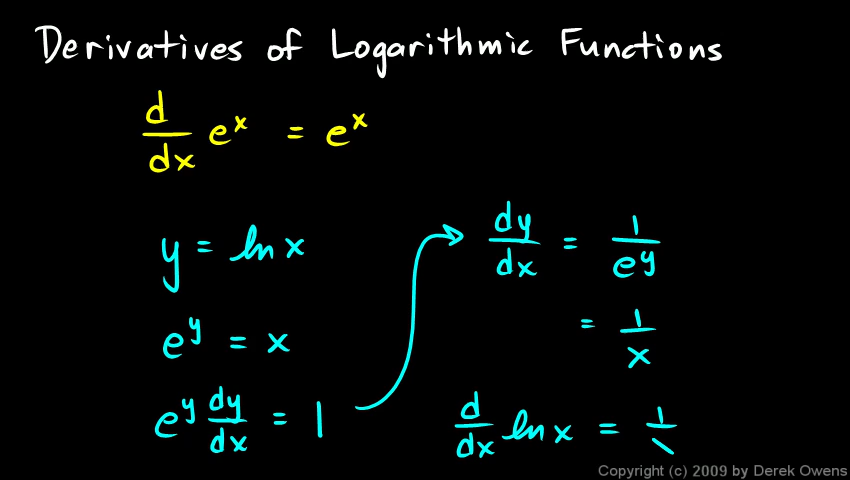 Derivatives of Logarithmic Functions
d/dx e^x = e^x
y = ln x
e^y = x
e^y dy/dx = 1
dy/dx = 1/e^y
= 1/x
d/dx ln x = 1/
Copyright (c) 2009 by Derek Owens